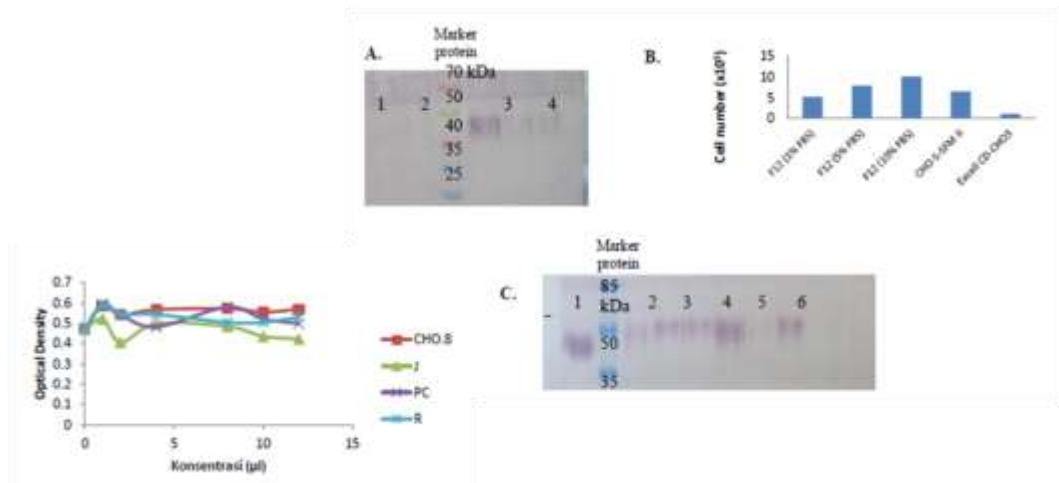 A.
Marker
protein
70 kDa
50
40
35
25
1 2 3 4
B.
Cell number (x10⁵)
15
10
5
0
F12 (1% FBS)
F12 (5% FBS)
F12 (10% FBS)
CHO S-SFM II
Excell CD-CHO3
Optical Density
0.7
0.6
0.5
0.4
0.3
0.2
0.1
0
0 5 10 15
Konsentrasi (µl)
CHO.8
J
PC
R
C.
Marker
protein
85
kDa
50
35
1 2 3 4 5 6